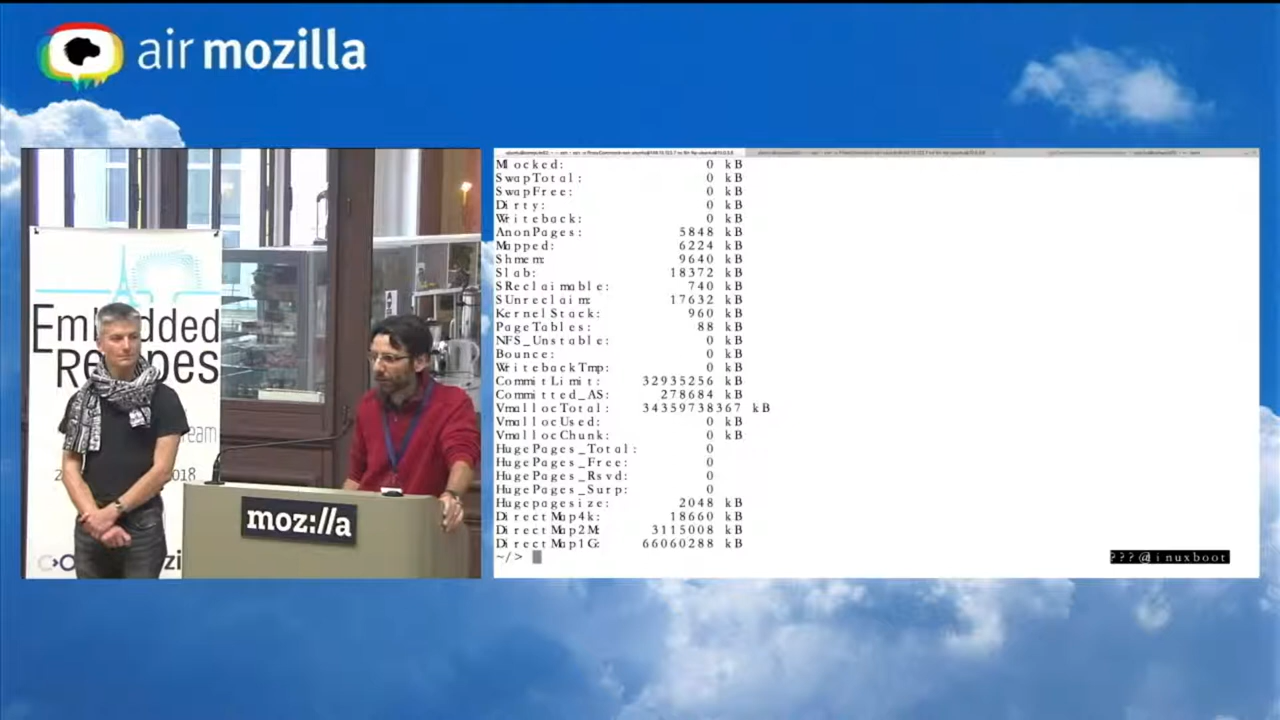 air mozilla
Embedded
Recipes
2018
moz://a
Mlocked: 0 kB
SwapTotal: 0 kB
SwapFree: 0 kB
Dirty: 0 kB
Writeback: 0 kB
AnonPages: 5848 kB
Mapped: 6224 kB
Shmem: 9640 kB
Slab: 18372 kB
SReclaimable: 740 kB
SUnreclaim: 17632 kB
KernelStack: 960 kB
PageTables: 88 kB
NFS_Unstable: 0 kB
Bounce: 0 kB
WritebackTmp: 0 kB
CommitLimit: 32935256 kB
Committed_AS: 278684 kB
VmallocTotal: 34359738367 kB
VmallocUsed: 0 kB
VmallocChunk: 0 kB
HugePages_Total: 0
HugePages_Free: 0
HugePages_Rsvd: 0
HugePages_Surp: 0
Hugepagesize: 2048 kB
DirectMap4k: 18660 kB
DirectMap2M: 3115008 kB
DirectMap1G: 66060288 kB
~/>
???@linuxboot